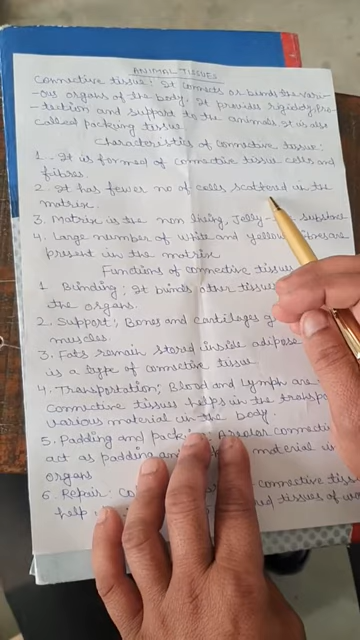 ANIMAL TISSUES
Connective tissue: It connects or binds the vari-
-ous organs of the body, It provides rigidity, Pro-
-tection and support to the animals It is also
called packing tissue
Characteristics of connective tissue:
1. It is formed of connective tissue cells and
fibres.
2. It has fewer no of cells scattered in the
matrix.
3. Matrix is the non living, Jelly- substance
4. Large number of white and yellow fibres are
present in the matrix
Functions of connective tissues
1 Binding: It binds other tissues
the organs.
2. Support; Bones and cartilages
muscles.
3. Fats remain stored inside adipose
is a type of connective tissue
4. Transportation; Blood and lymph are
connective tissues helps in the
various material in the body.
5. Padding and Areolar
act as padding material in
organs
6. Repair: connective tissue
help tissues of